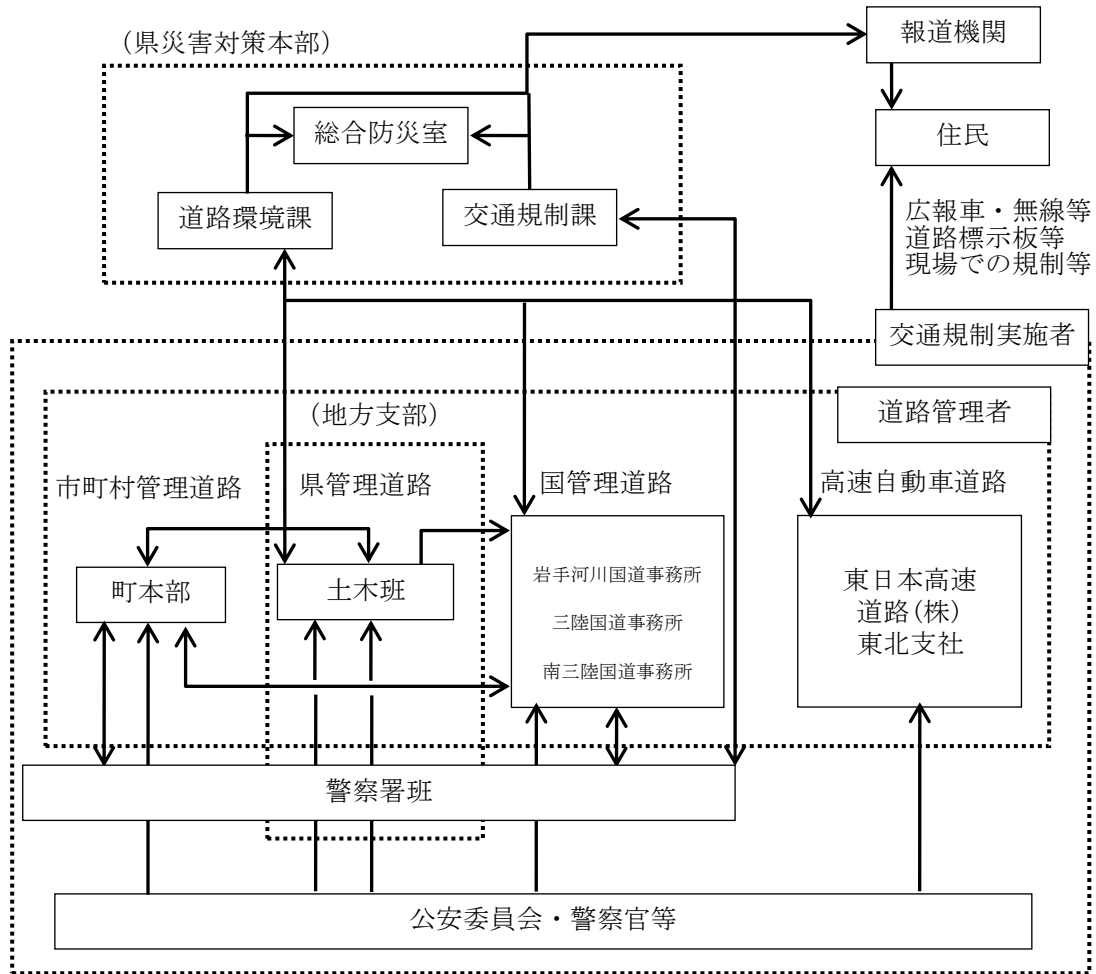 （県災害対策本部）
報道機関
総合防災室
住民
道路環境課
交通規制課
広報車・無線等
道路標示板等
現場での規制等
交通規制実施者
道路管理者
（地方支部）
市町村管理道路
県管理道路
国管理道路
高速自動車道路
町本部
土木班
岩手河川国道事務所
三陸国道事務所
南三陸国道事務所
東日本高速
道路(株)
東北支社
警察署班
公安委員会・警察官等